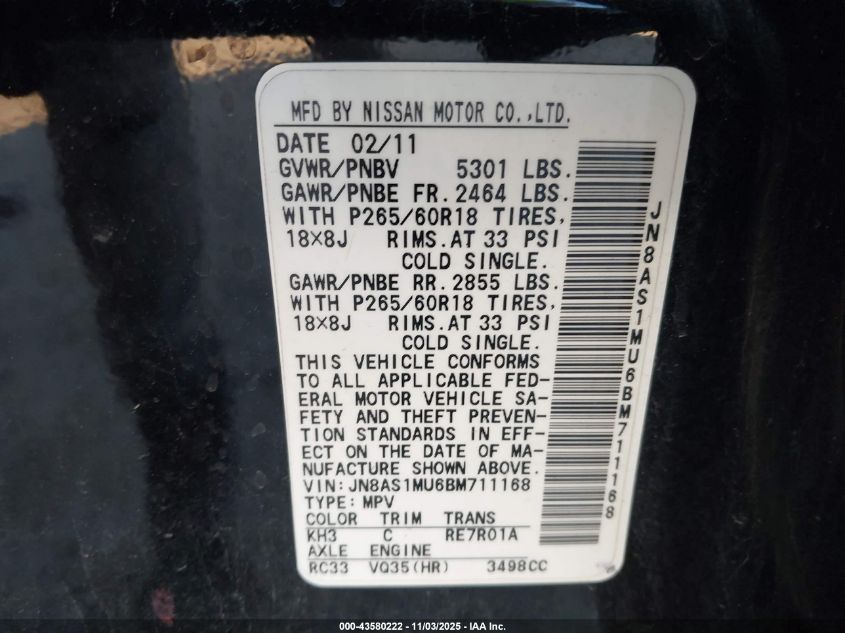 MFD BY NISSAN MOTOR CO.,LTD.
DATE 02/11
GVWR/PNBV 5301 LBS.
GAWR/PNBE FR. 2464 LBS.
WITH P265/60R18 TIRES,
18×8J RIMS.AT 33 PSI
COLD SINGLE.
GAWR/PNBE RR. 2855 LBS.
WITH P265/60R18 TIRES,
18×8J RIMS.AT 33 PSI
COLD SINGLE.
THIS VEHICLE CONFORMS
TO ALL APPLICABLE FED-
ERAL MOTOR VEHICLE SA-
FETY AND THEFT PREVEN-
TION STANDARDS IN EFF-
ECT ON THE DATE OF MA-
NUFACTURE SHOWN ABOVE.
VIN: JN8AS1MU6BM711168
TYPE: MPV
COLOR TRIM TRANS
KH3 C RE7R01A
AXLE ENGINE
RC33 VQ35(HR) 3498CC
JN8AS1MU6BM711168
000-43580222 - 11/03/2025 - IAA Inc.